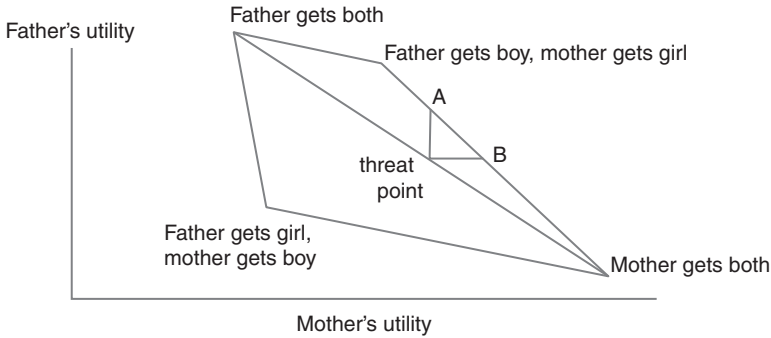 Father gets both
Father's utility
Father gets boy, mother gets girl
A
B
threat
point
Father gets girl,
mother gets boy
Mother gets both
Mother's utility